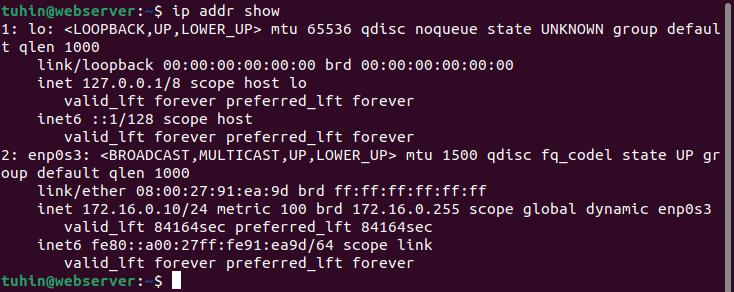 tuhin@webserver:~$ ip addr show
1: lo: <LOOPBACK,UP,LOWER_UP> mtu 65536 qdisc noqueue state UNKNOWN group defaul
t qlen 1000
    link/loopback 00:00:00:00:00:00 brd 00:00:00:00:00:00
    inet 127.0.0.1/8 scope host lo
       valid_lft forever preferred_lft forever
    inet6 ::1/128 scope host
       valid_lft forever preferred_lft forever
2: enp0s3: <BROADCAST,MULTICAST,UP,LOWER_UP> mtu 1500 qdisc fq_codel state UP gr
oup default qlen 1000
    link/ether 08:00:27:91:ea:9d brd ff:ff:ff:ff:ff:ff
    inet 172.16.0.10/24 metric 100 brd 172.16.0.255 scope global dynamic enp0s3
       valid_lft 84164sec preferred_lft 84164sec
    inet6 fe80::a00:27ff:fe91:ea9d/64 scope link
       valid_lft forever preferred_lft forever
tuhin@webserver:~$